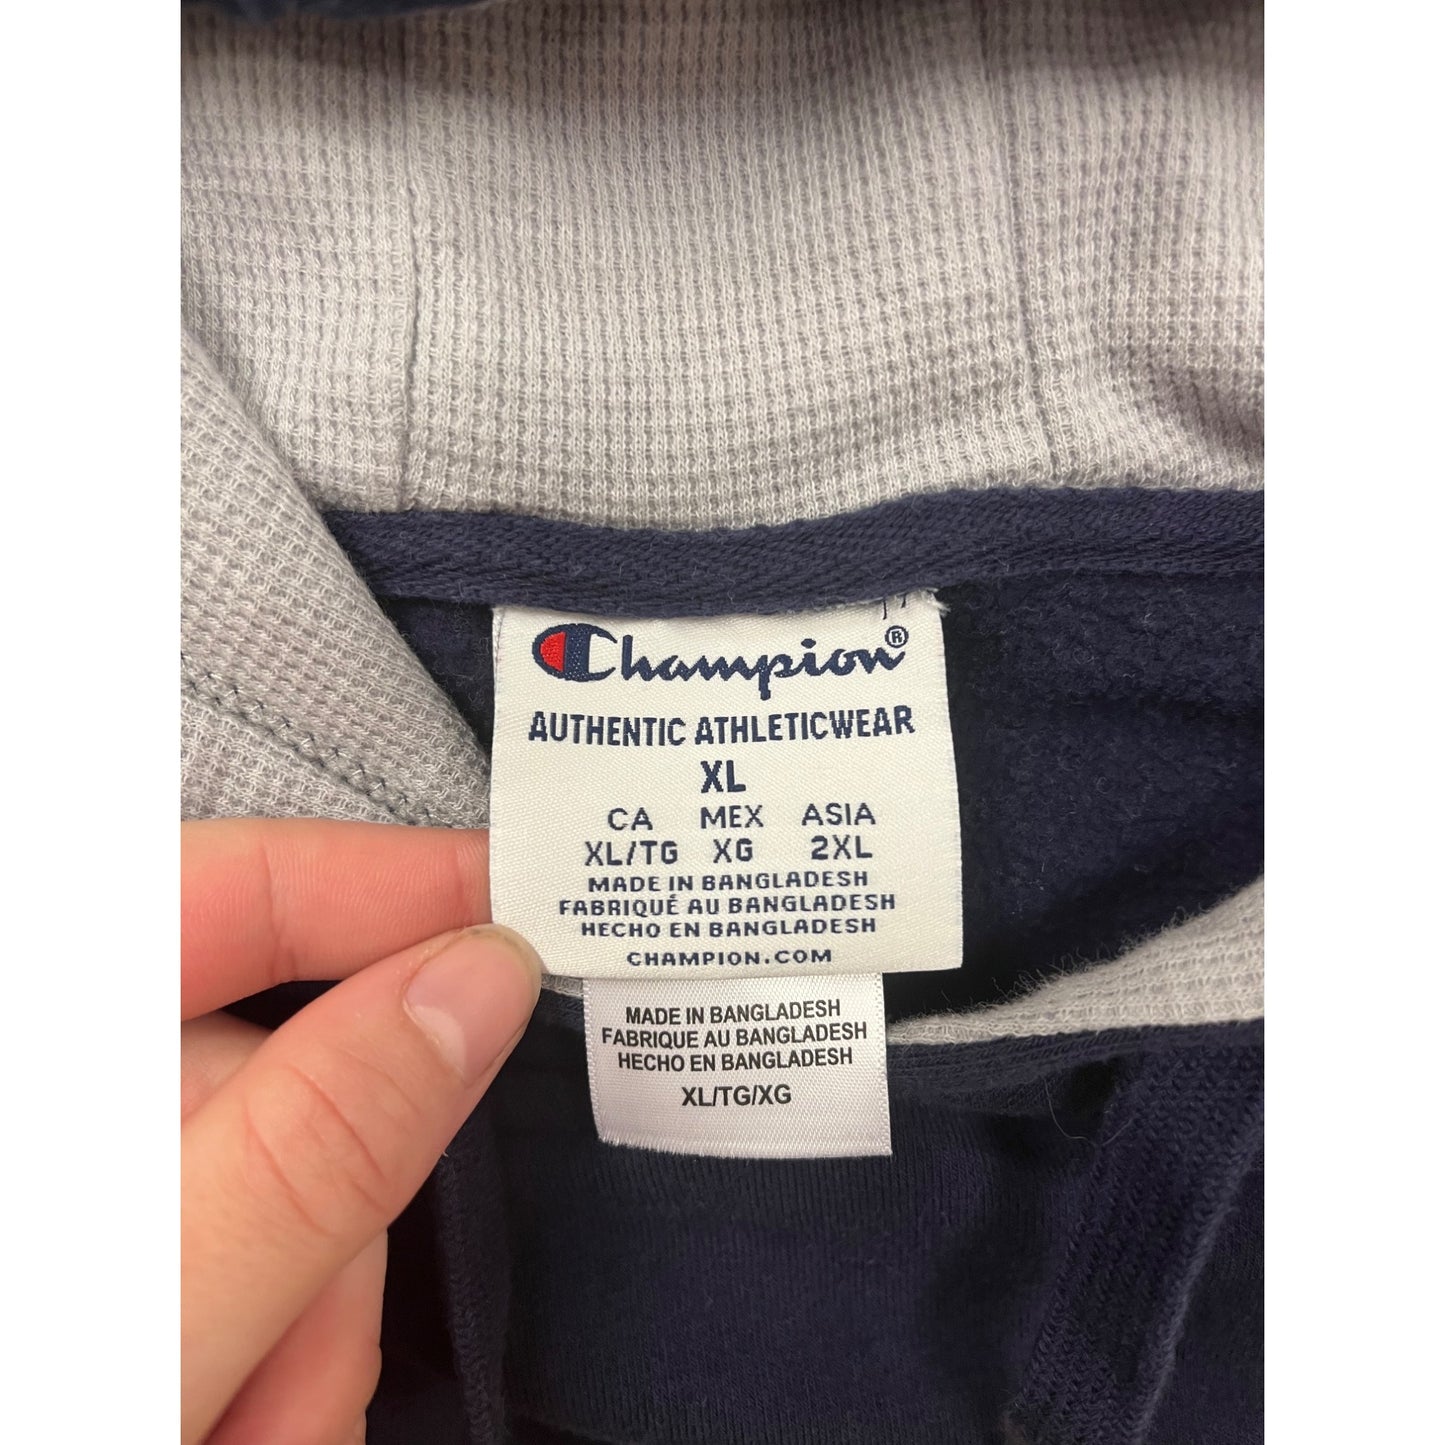 Champion®
AUTHENTIC ATHLETICWEAR
XL
CA MEX ASIA
XL/TG XG 2XL
MADE IN BANGLADESH
FABRIQUÉ AU BANGLADESH
HECHO EN BANGLADESH
CHAMPION.COM
MADE IN BANGLADESH
FABRIQUE AU BANGLADESH
HECHO EN BANGLADESH
XL/TG/XG